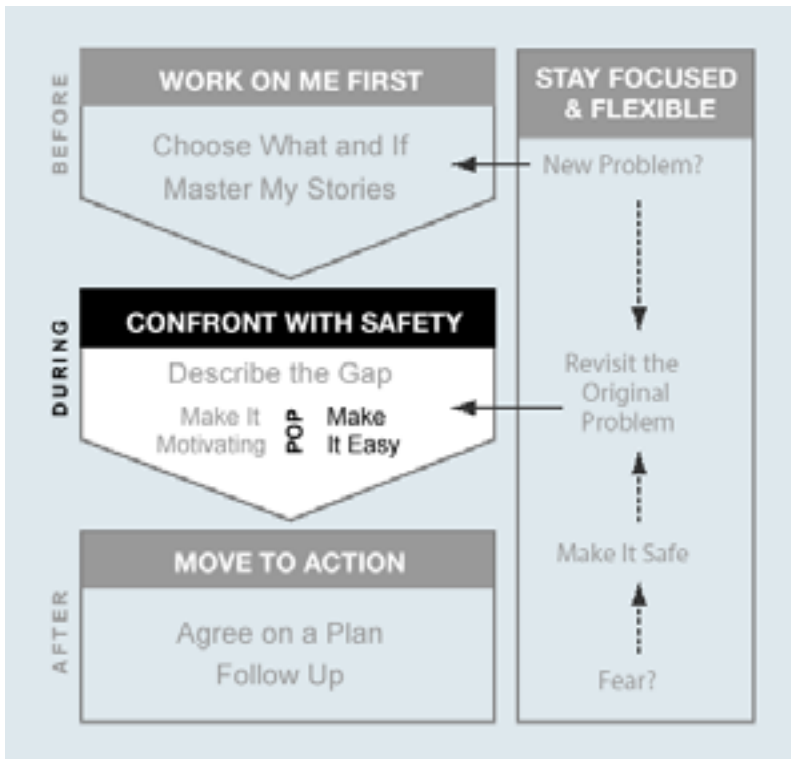 BEFORE
WORK ON ME FIRST
Choose What and If
Master My Stories
DURING
CONFRONT WITH SAFETY
Describe the Gap
Make It
Motivating
POP
Make
It Easy
AFTER
MOVE TO ACTION
Agree on a Plan
Follow Up
STAY FOCUSED
& FLEXIBLE
New Problem?
Revisit the
Original
Problem
Make It Safe
Fear?